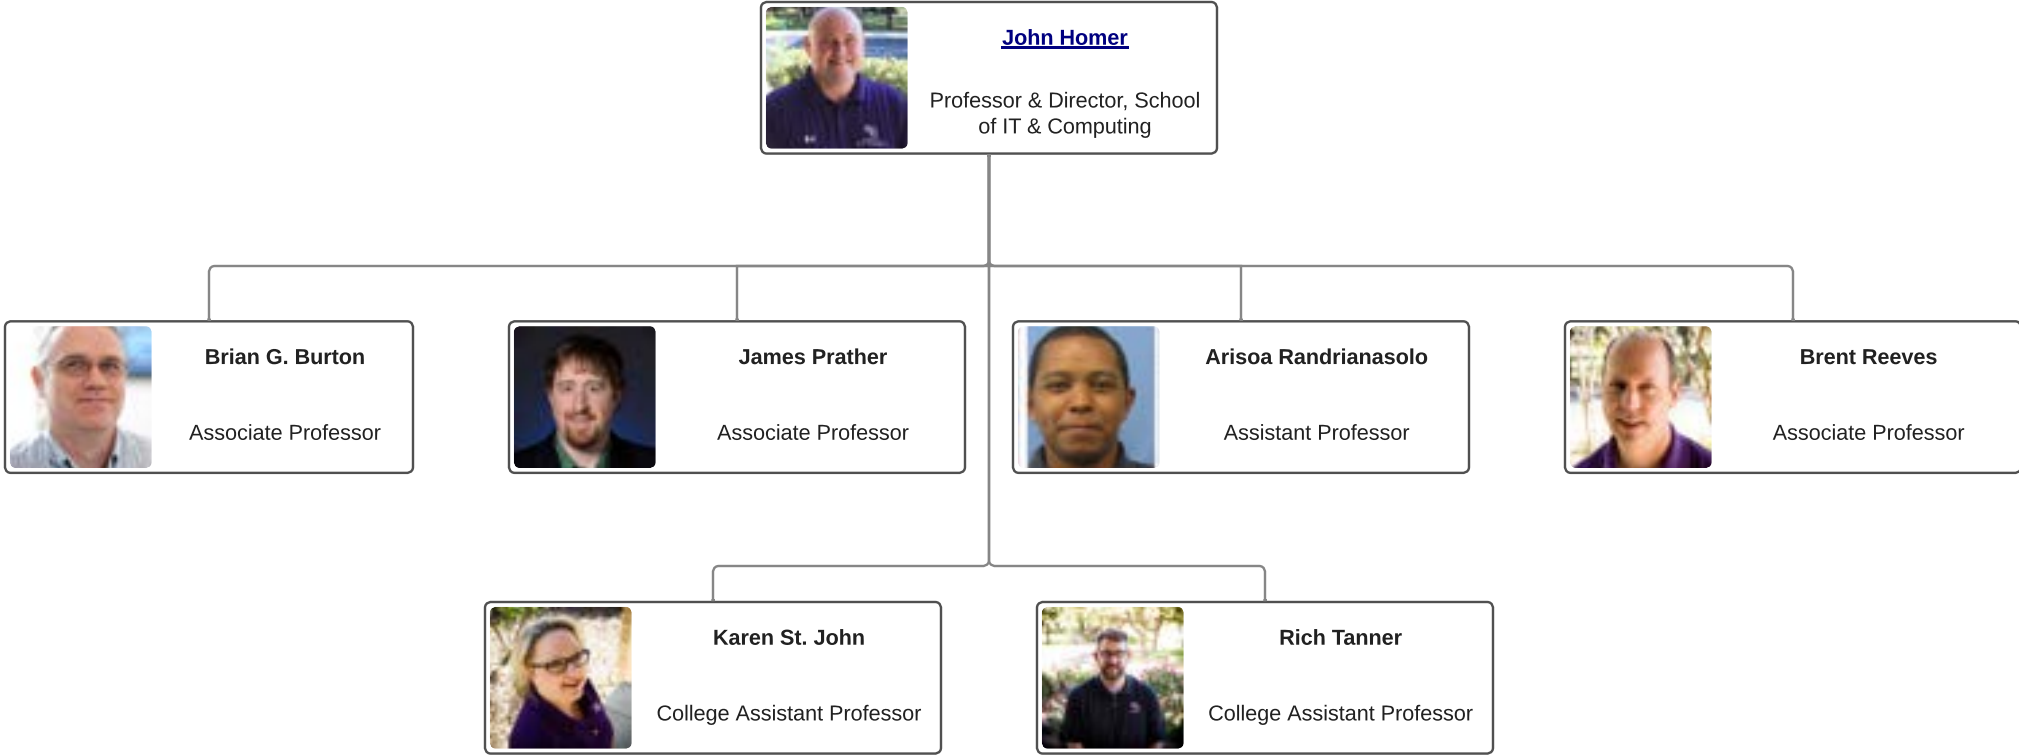 John Homer
Professor & Director, School
of IT & Computing
Brian G. Burton
Associate Professor
James Prather
Associate Professor
Arisoa Randrianasolo
Assistant Professor
Brent Reeves
Associate Professor
Karen St. John
College Assistant Professor
Rich Tanner
College Assistant Professor